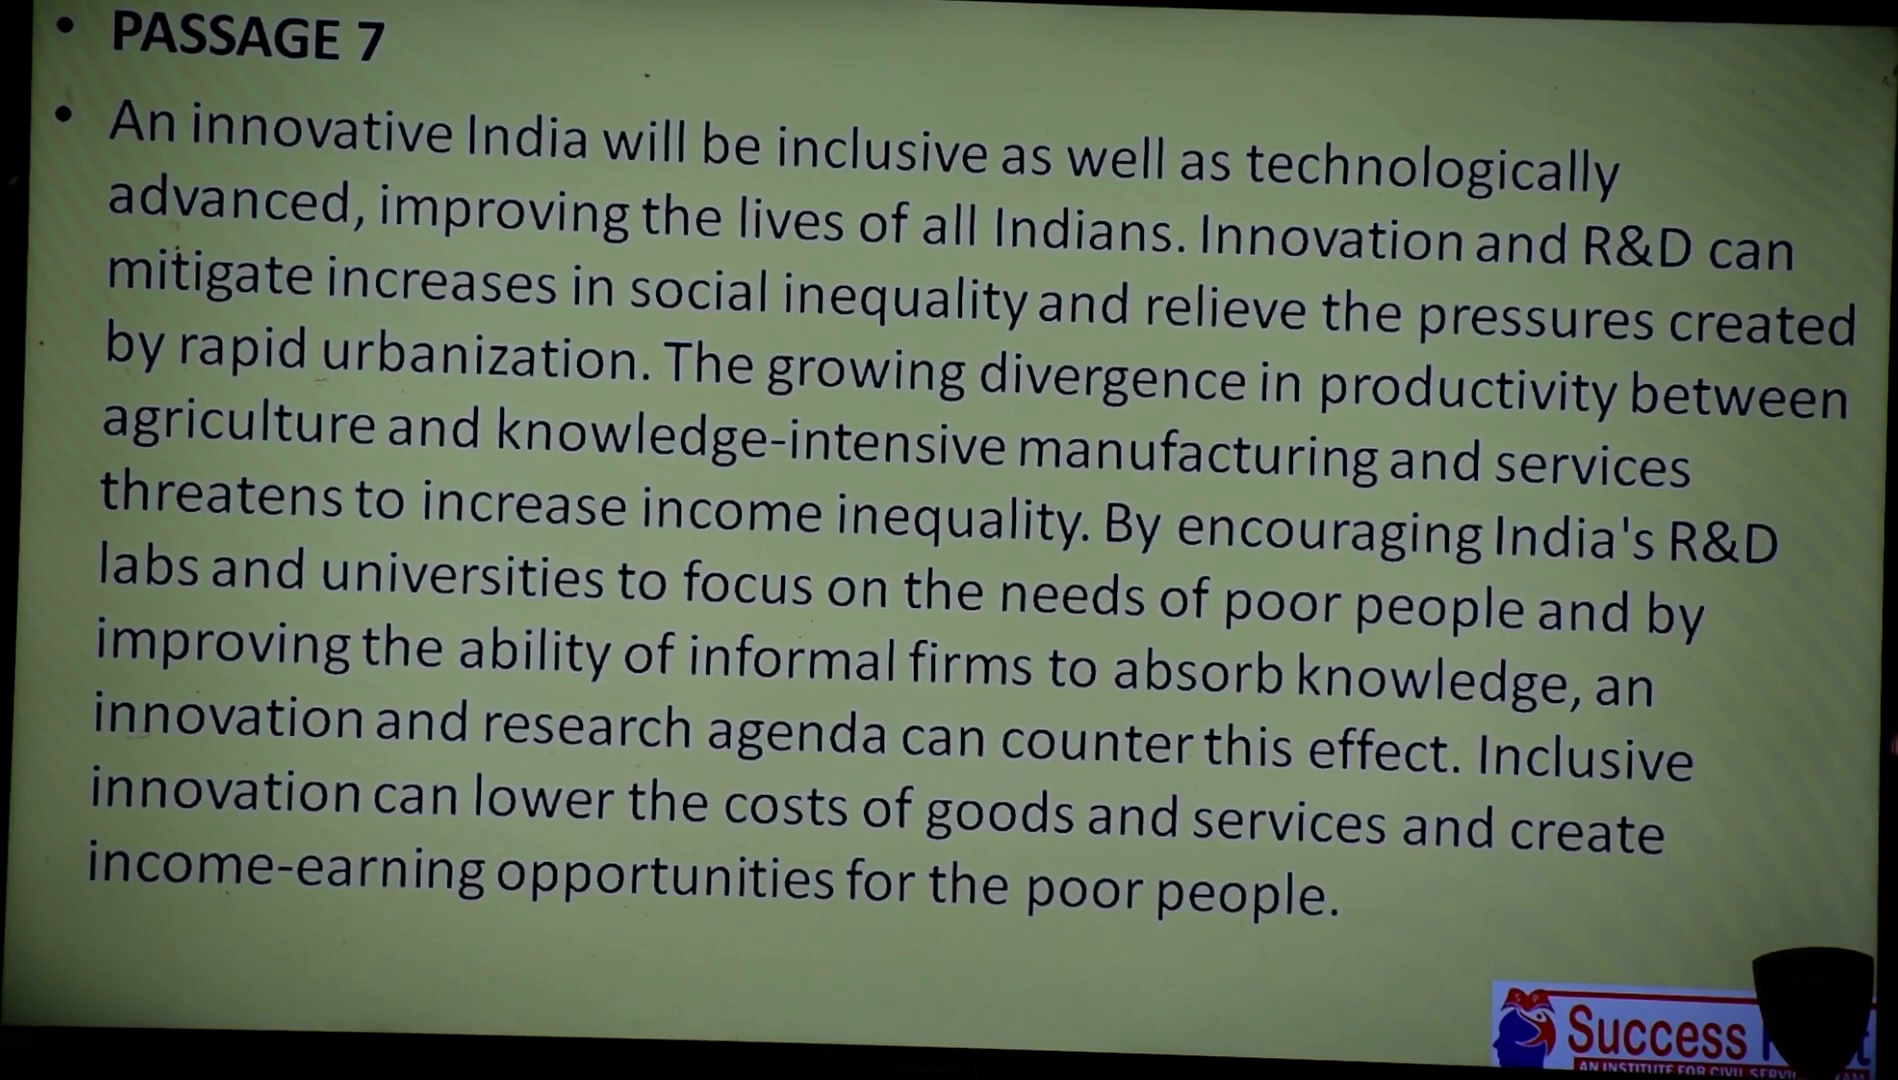 • PASSAGE 7
• An innovative India will be inclusive as well as technologically
advanced, improving the lives of all Indians. Innovation and R&D can
mitigate increases in social inequality and relieve the pressures created
by rapid urbanization. The growing divergence in productivity between
agriculture and knowledge-intensive manufacturing and services
threatens to increase income inequality. By encouraging India's R&D
labs and universities to focus on the needs of poor people and by
improving the ability of informal firms to absorb knowledge, an
innovation and research agenda can counter this effect. Inclusive
innovation can lower the costs of goods and services and create
income-earning opportunities for the poor people.
Success
AN INSTITUTE FOR CIVIL